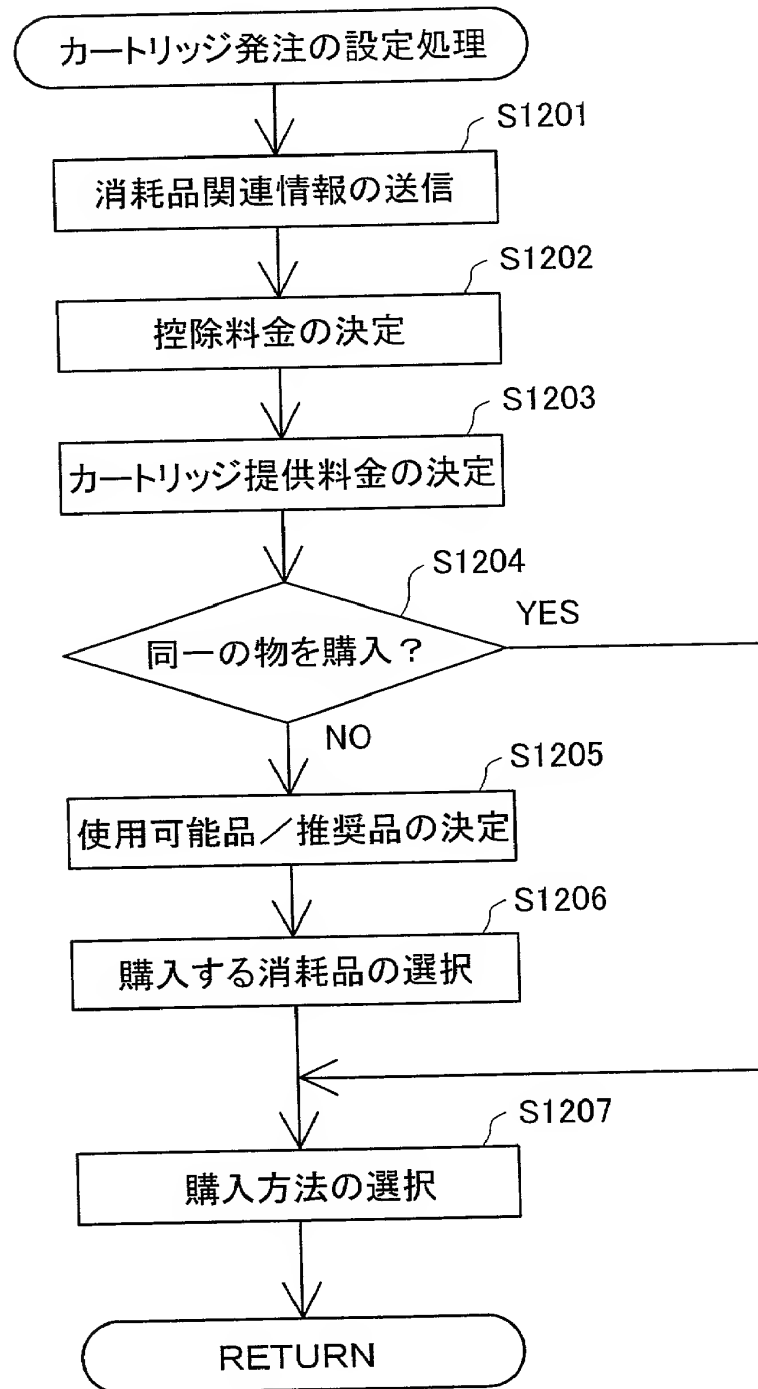 カートリッジ発注の設定処理
S1201
消耗品関連情報の送信
S1202
控除料金の決定
S1203
カートリッジ提供料金の決定
S1204
YES
同一の物を購入？
NO
S1205
使用可能品／推奨品の決定
S1206
購入する消耗品の選択
S1207
購入方法の選択
RETURN